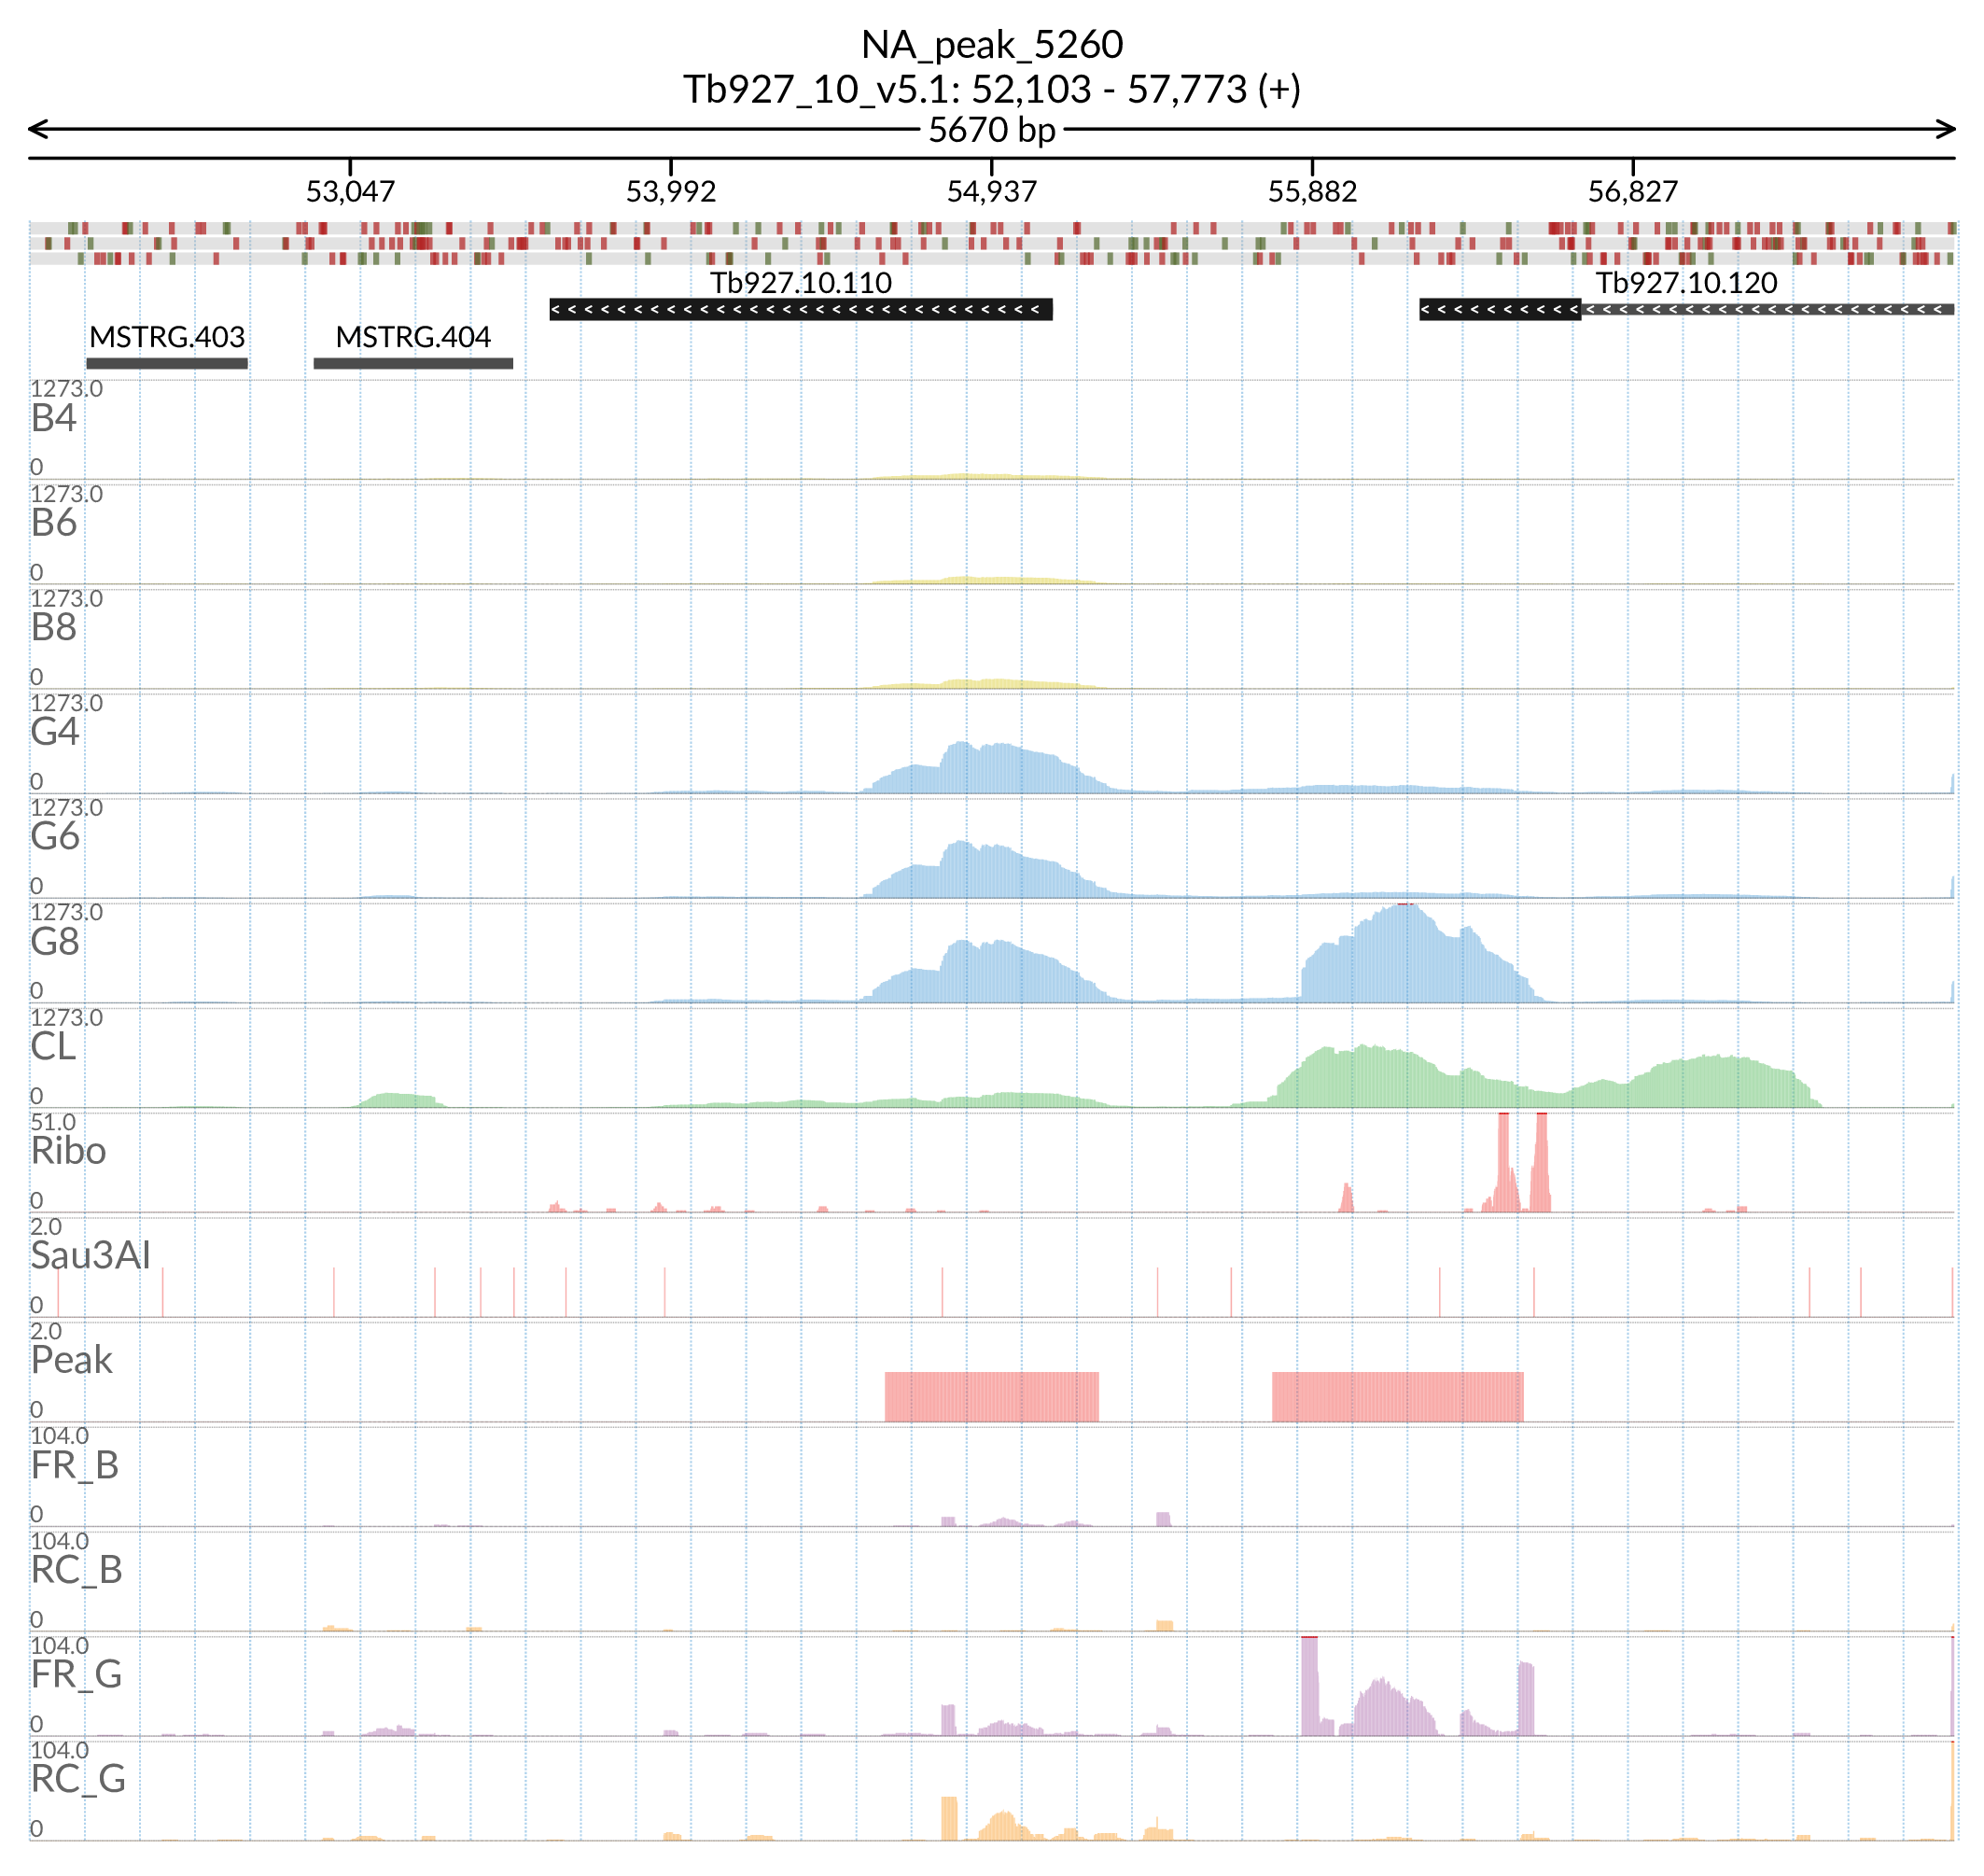 NA_peak_5260
Tb927_10_v5.1: 52,103 - 57,773 (+)
5670 bp
53,047 53,992 54,937 55,882 56,827
Tb927.10.110 Tb927.10.120
MSTRG.403 MSTRG.404
1273.0
B4
0
1273.0
B6
0
1273.0
B8
0
1273.0
G4
0
1273.0
G6
0
1273.0
G8
0
1273.0
CL
0
51.0
Ribo
0
2.0
Sau3AI
0
2.0
Peak
0
104.0
FR_B
0
104.0
RC_B
0
104.0
FR_G
0
104.0
RC_G
0